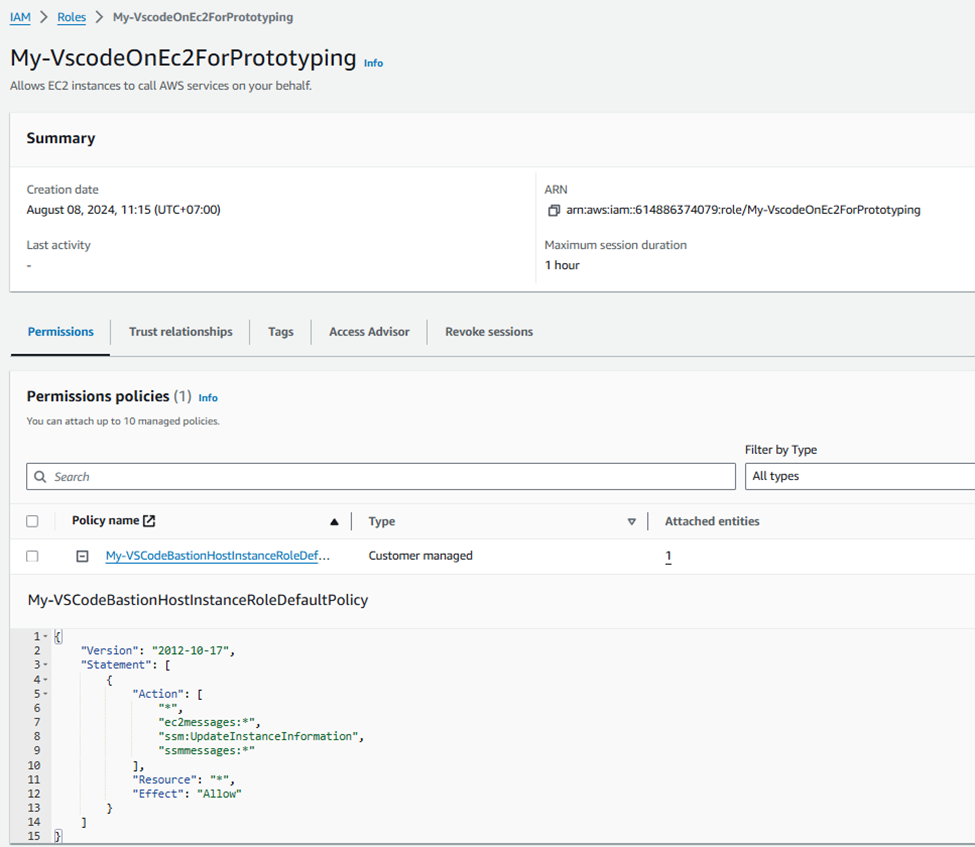 IAM > Roles > My-VscodeOnEc2ForPrototyping
My-VscodeOnEc2ForPrototyping Info
Allows EC2 instances to call AWS services on your behalf.
Summary
Creation date
August 08, 2024, 11:15 (UTC+07:00)
Last activity
-
ARN
arn:aws:iam::614886374079:role/My-VscodeOnEc2ForPrototyping
Maximum session duration
1 hour
Permissions Trust relationships Tags Access Advisor Revoke sessions
Permissions policies (1) Info
You can attach up to 10 managed policies.
Filter by Type
Search All types
Policy name Type Attached entities
My-VSCodeBastionHostInstanceRoleDef... Customer managed 1
My-VSCodeBastionHostInstanceRoleDefaultPolicy
1 {
2 "Version": "2012-10-17",
3 "Statement": [
4 {
5 "Action": [
6 "*",
7 "ec2messages:*",
8 "ssm:UpdateInstanceInformation",
9 "ssmmessages:*"
10 ],
11 "Resource": "*",
12 "Effect": "Allow"
13 }
14 ]
15 }